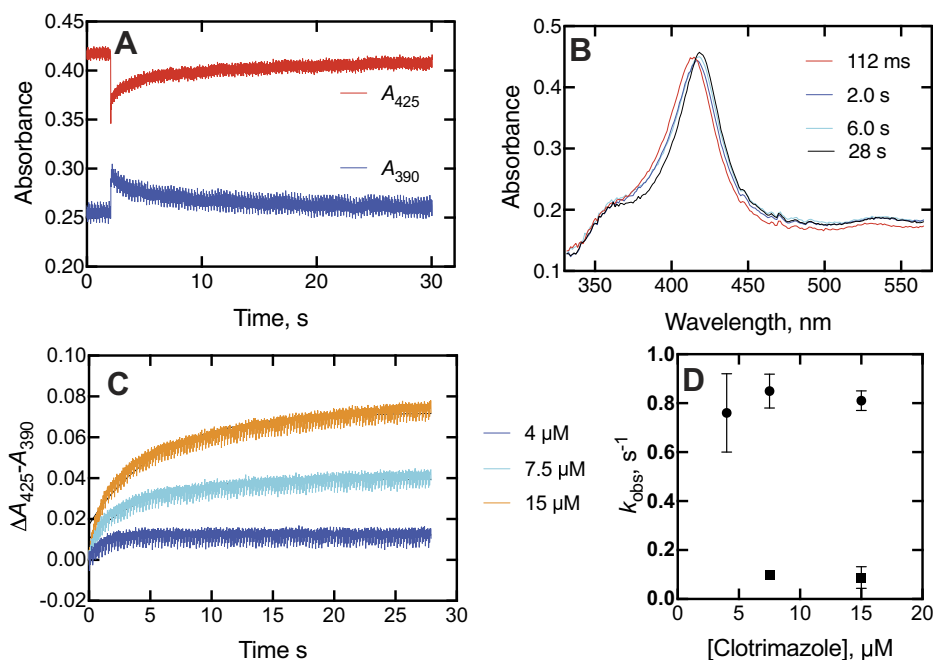 A
Absorbance
0.45
0.40
0.35
0.30
0.25
0.20
A425
A390
0
10
20
30
Time, s
B
Absorbance
0.5
0.4
0.3
0.2
0.1
112 ms
2.0 s
6.0 s
28 s
350
400
450
500
550
Wavelength, nm
C
ΔA425-A390
0.10
0.08
0.06
0.04
0.02
0.00
-0.02
0
5
10
15
20
25
30
Time s
4 µM
7.5 µM
15 µM
D
kobs, s-1
1.0
0.8
0.6
0.4
0.2
0.0
0
5
10
15
20
[Clotrimazole], µM